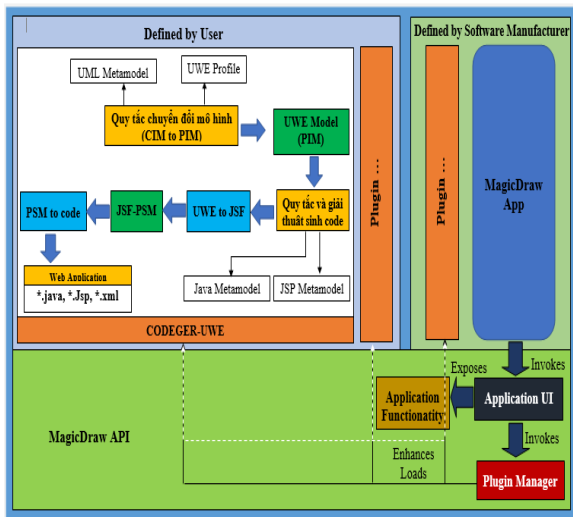 Defined by User
Defined by Software Manufacturer
UML Metamodel
UWE Profile
Quy tắc chuyển đổi mô hình
(CIM to PIM)
UWE Model
(PIM)
PSM to code
JSF-PSM
UWE to JSF
Quy tắc và giải
thuât sinh code
Web Application
*.java, *.Jsp, *.xml
Java Metamodel
JSP Metamodel
CODEGER-UWE
Plugin ...
Plugin ...
MagicDraw
App
Invokes
Exposes
Application
Functionatity
Application UI
Invokes
MagicDraw API
Enhances
Loads
Plugin Manager